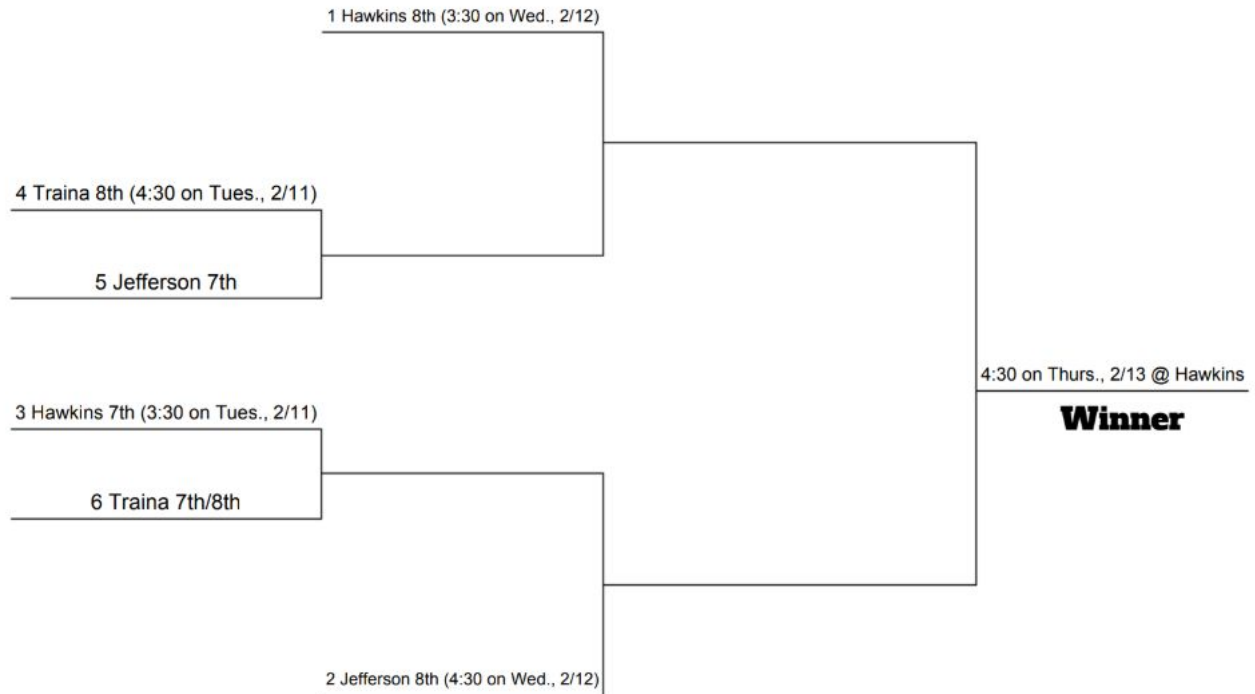 1 Hawkins 8th (3:30 on Wed., 2/12)
4 Traina 8th (4:30 on Tues., 2/11)
5 Jefferson 7th
4:30 on Thurs., 2/13 @ Hawkins
Winner
3 Hawkins 7th (3:30 on Tues., 2/11)
6 Traina 7th/8th
2 Jefferson 8th (4:30 on Wed., 2/12)